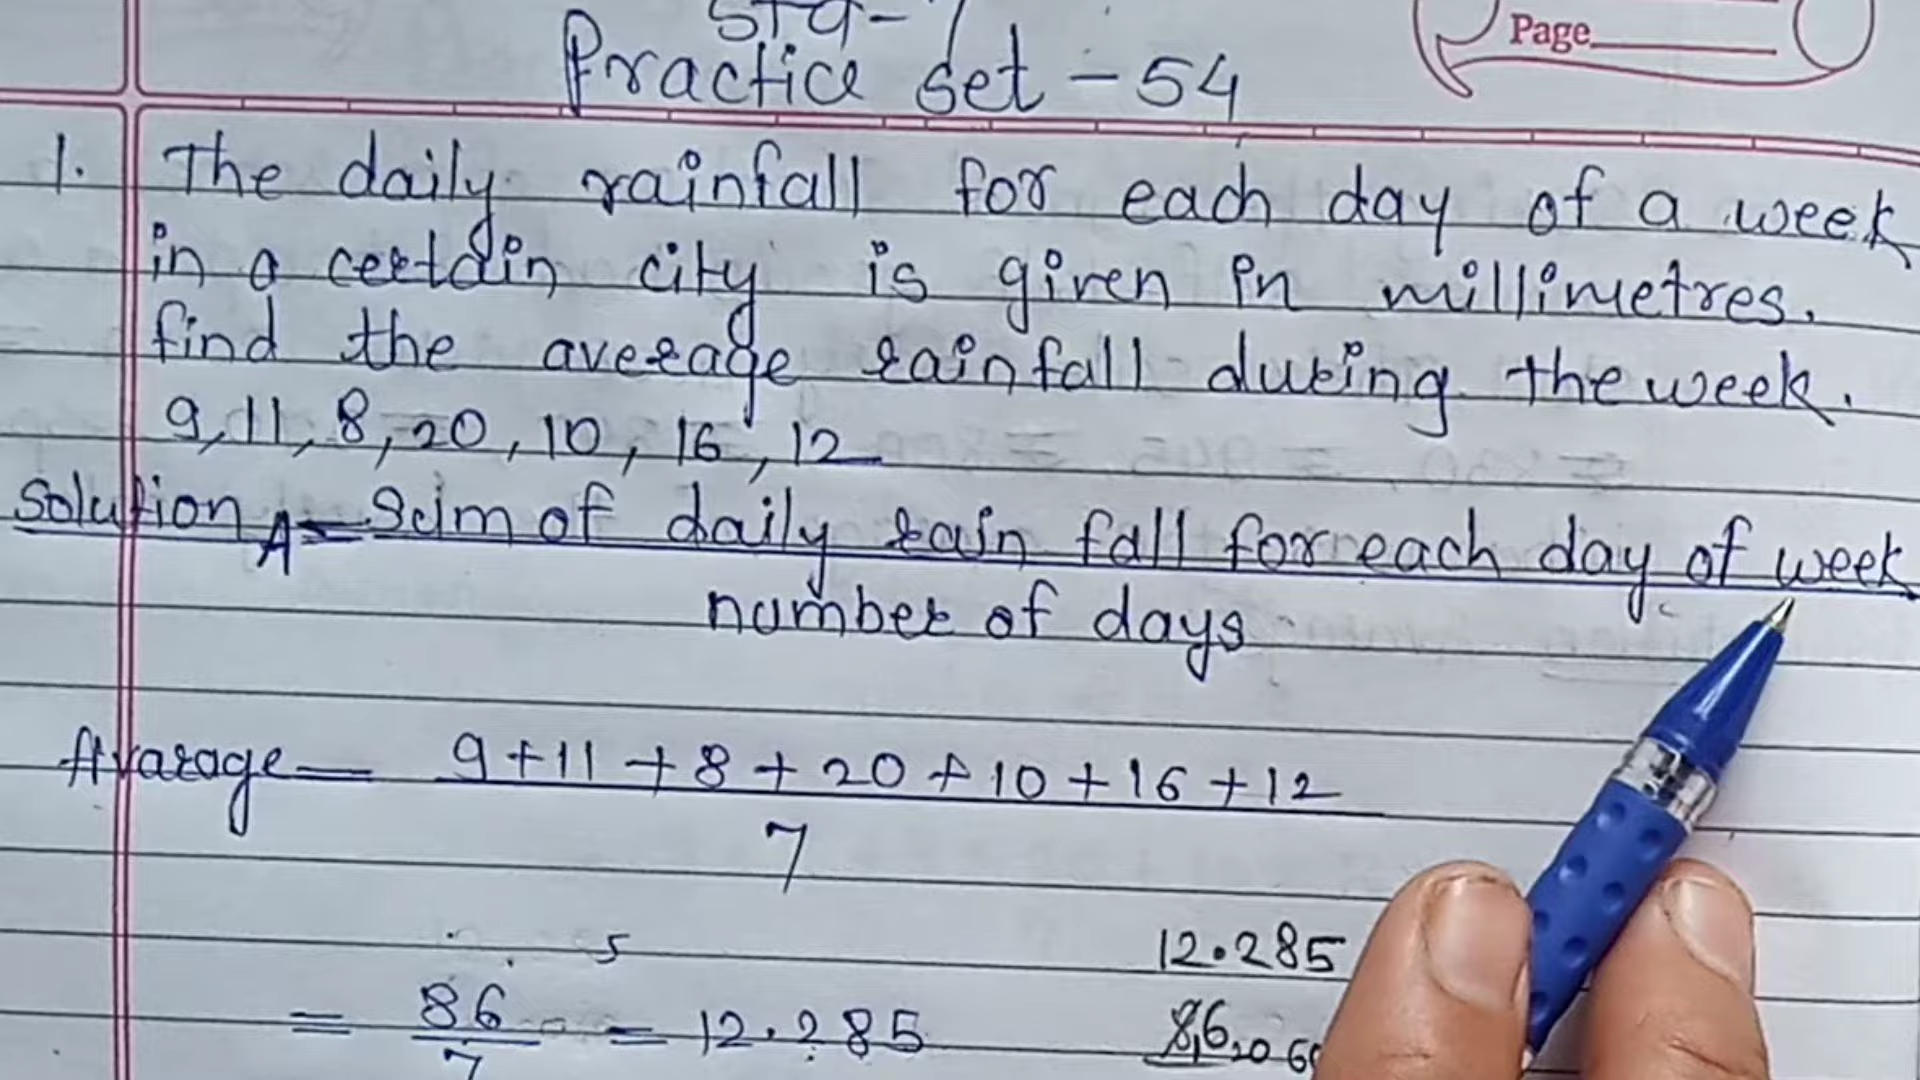 Std-7
Page
Practice Set - 54
1. The daily rainfall for each day of a week
in a certain city is given in millimetres.
find the average rainfall during the week.
9, 11, 8, 20, 10, 16, 12
Solution A = Sum of daily rain fall for each day of week
number of days
Avarage = 9 + 11 + 8 + 20 + 10 + 16 + 12
7
5 12.285
= 86 = 12.285 8620
7